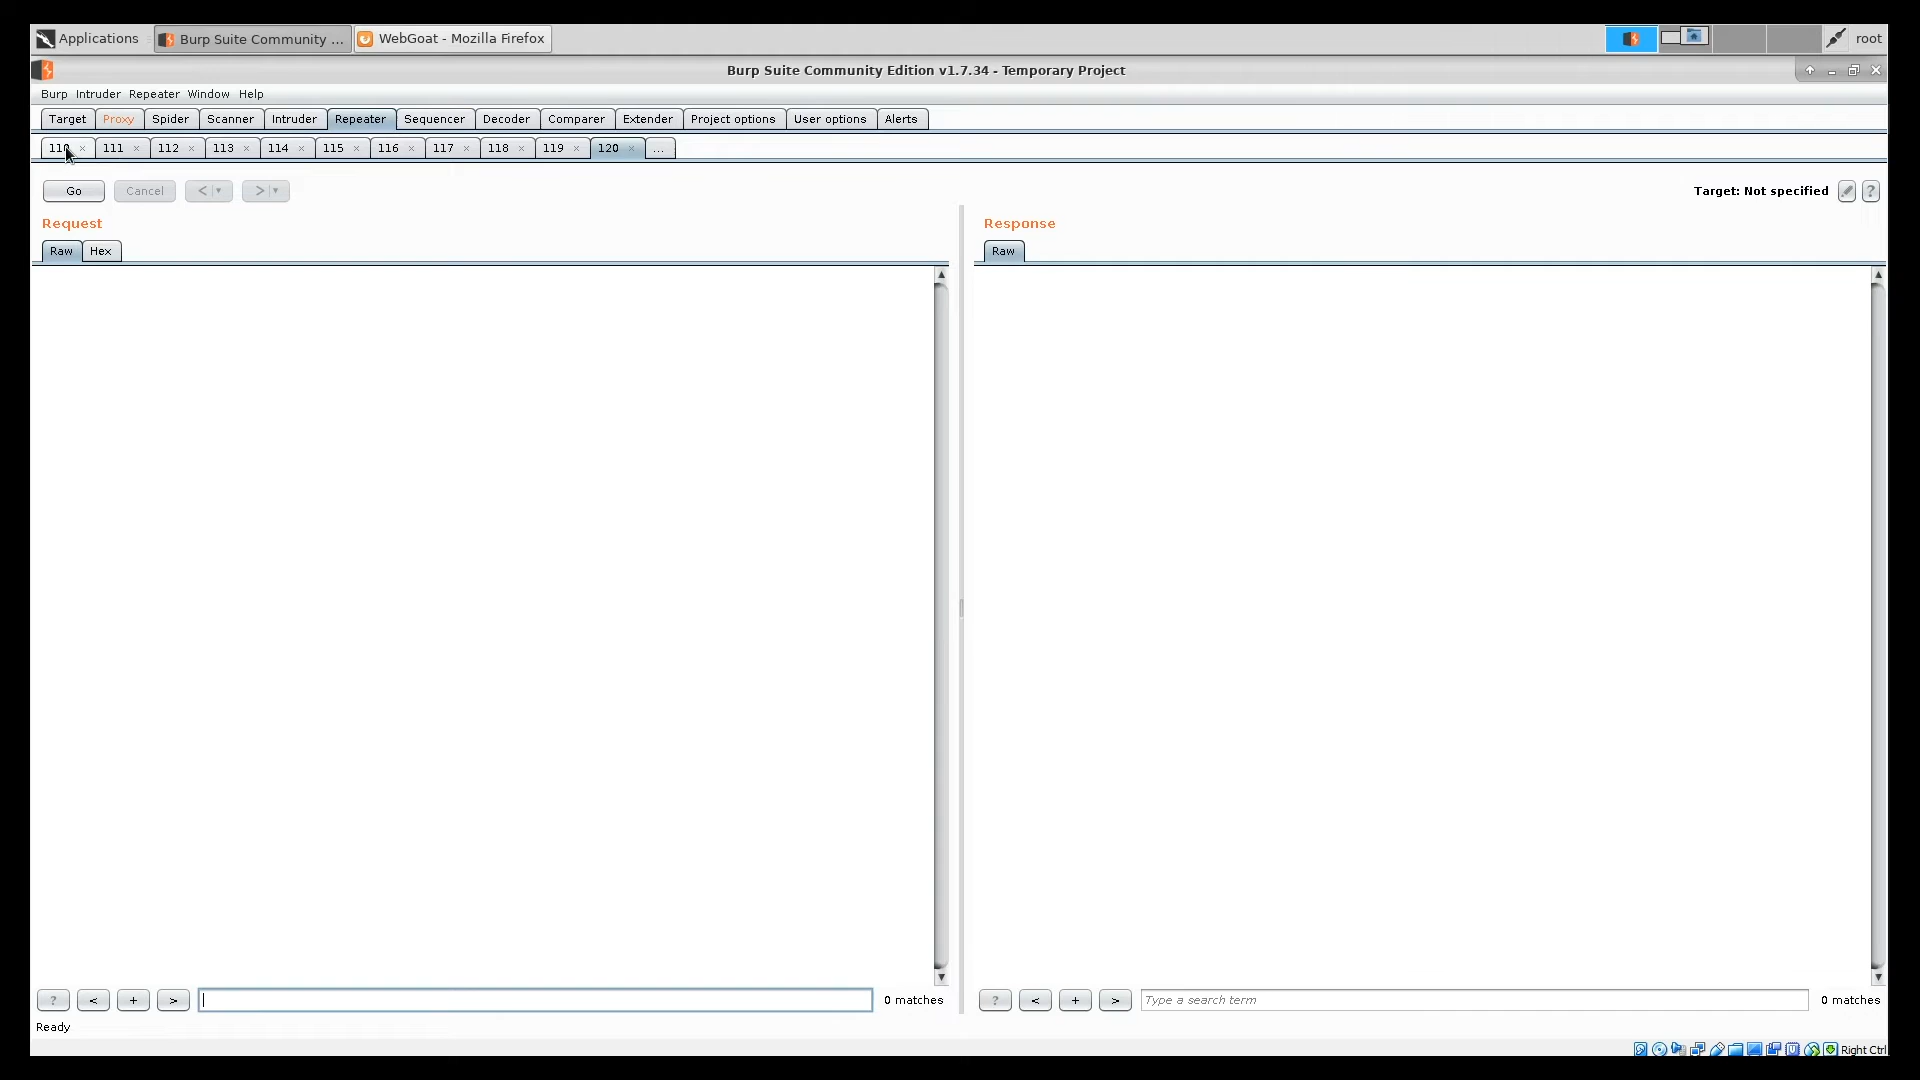 Applications Burp Suite Community ... WebGoat - Mozilla Firefox root
Burp Suite Community Edition v1.7.34 - Temporary Project
Burp Intruder Repeater Window Help
Target Proxy Spider Scanner Intruder Repeater Sequencer Decoder Comparer Extender Project options User options Alerts
110 × 111 × 112 × 113 × 114 × 115 × 116 × 117 × 118 × 119 × 120 × ...
Go Cancel < > Target: Not specified ?
Request Response
Raw Hex Raw
? < + > 0 matches ? < + > Type a search term 0 matches
Ready
Right Ctrl